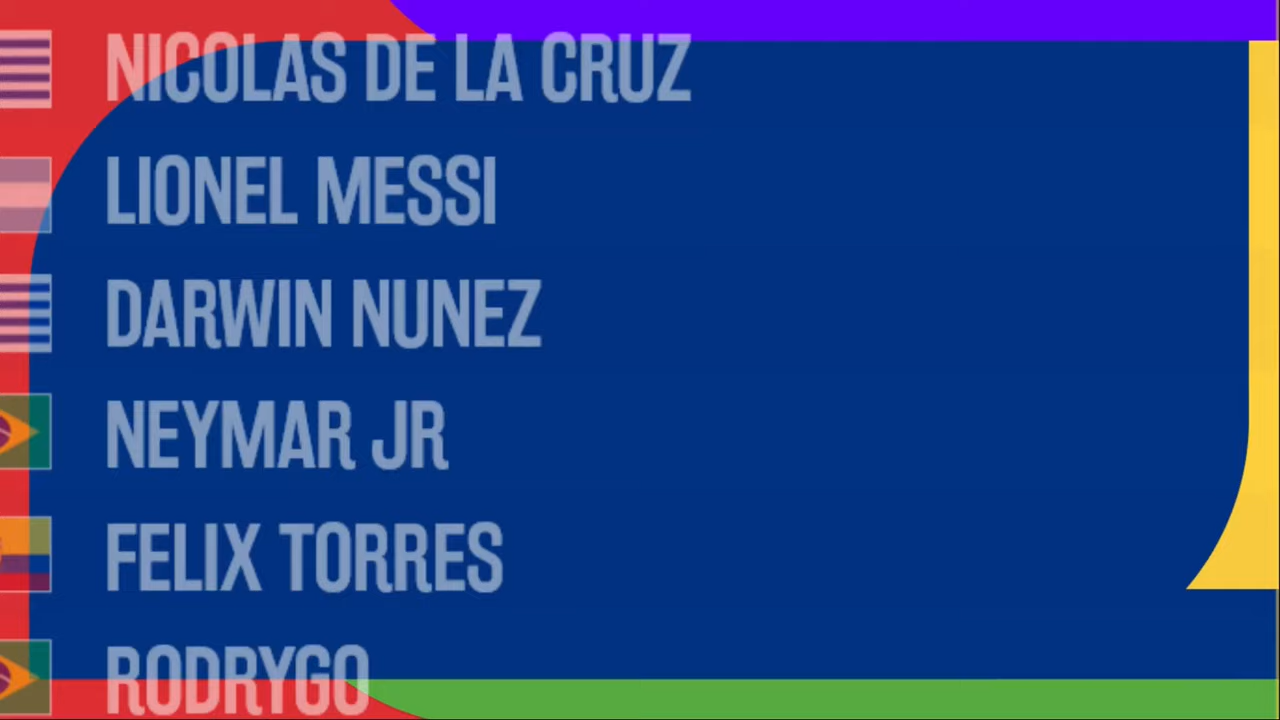 NICOLAS DE LA CRUZ
LIONEL MESSI
DARWIN NUNEZ
NEYMAR JR
FELIX TORRES
RODRYGO